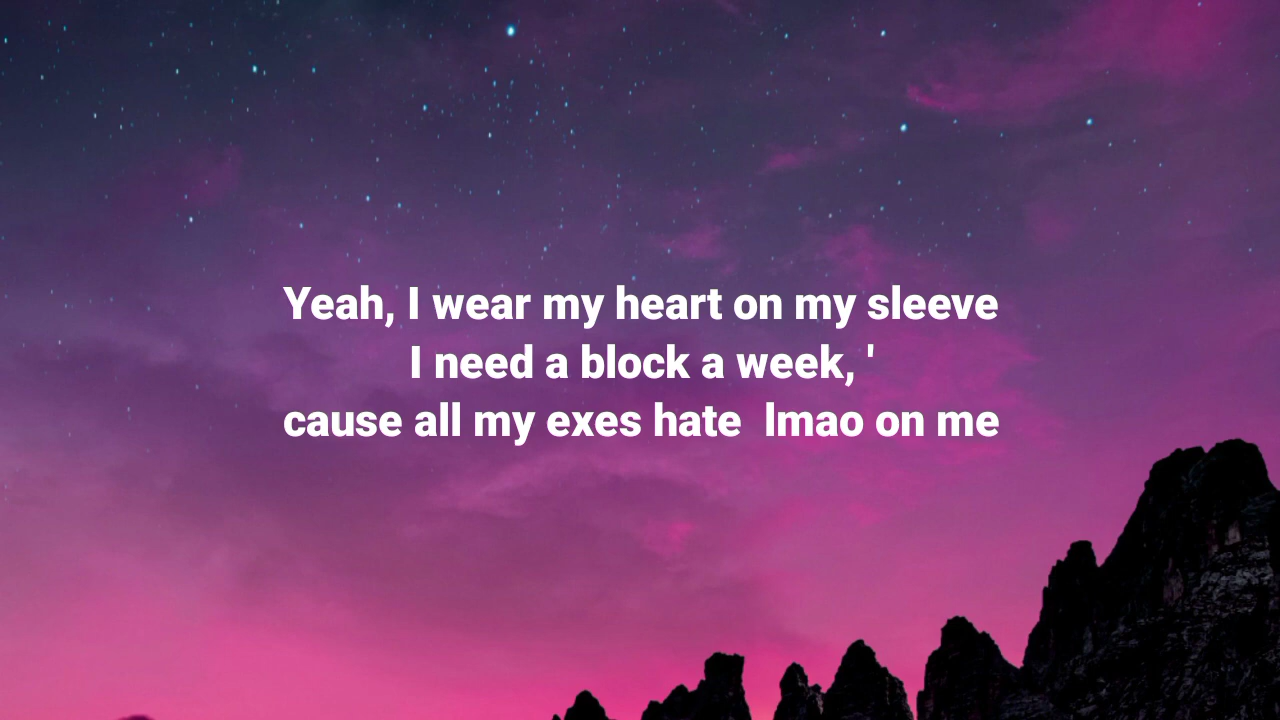 Yeah, I wear my heart on my sleeve
I need a block a week, '
cause all my exes hate  lmao on me